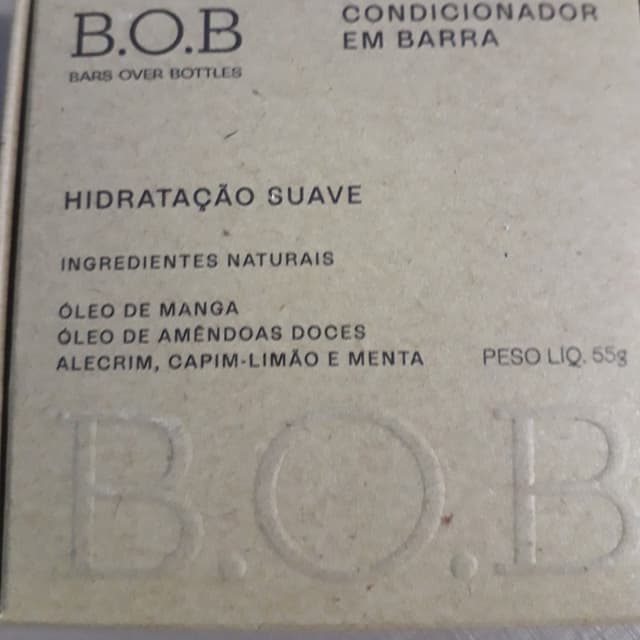 B.O.B
BARS OVER BOTTLES
CONDICIONADOR
EM BARRA
HIDRATAÇÃO SUAVE
INGREDIENTES NATURAIS
ÓLEO DE MANGA
ÓLEO DE AMÊNDOAS DOCES
ALECRIM, CAPIM-LIMÃO E MENTA
PESO LÍQ. 55g
B.O.B